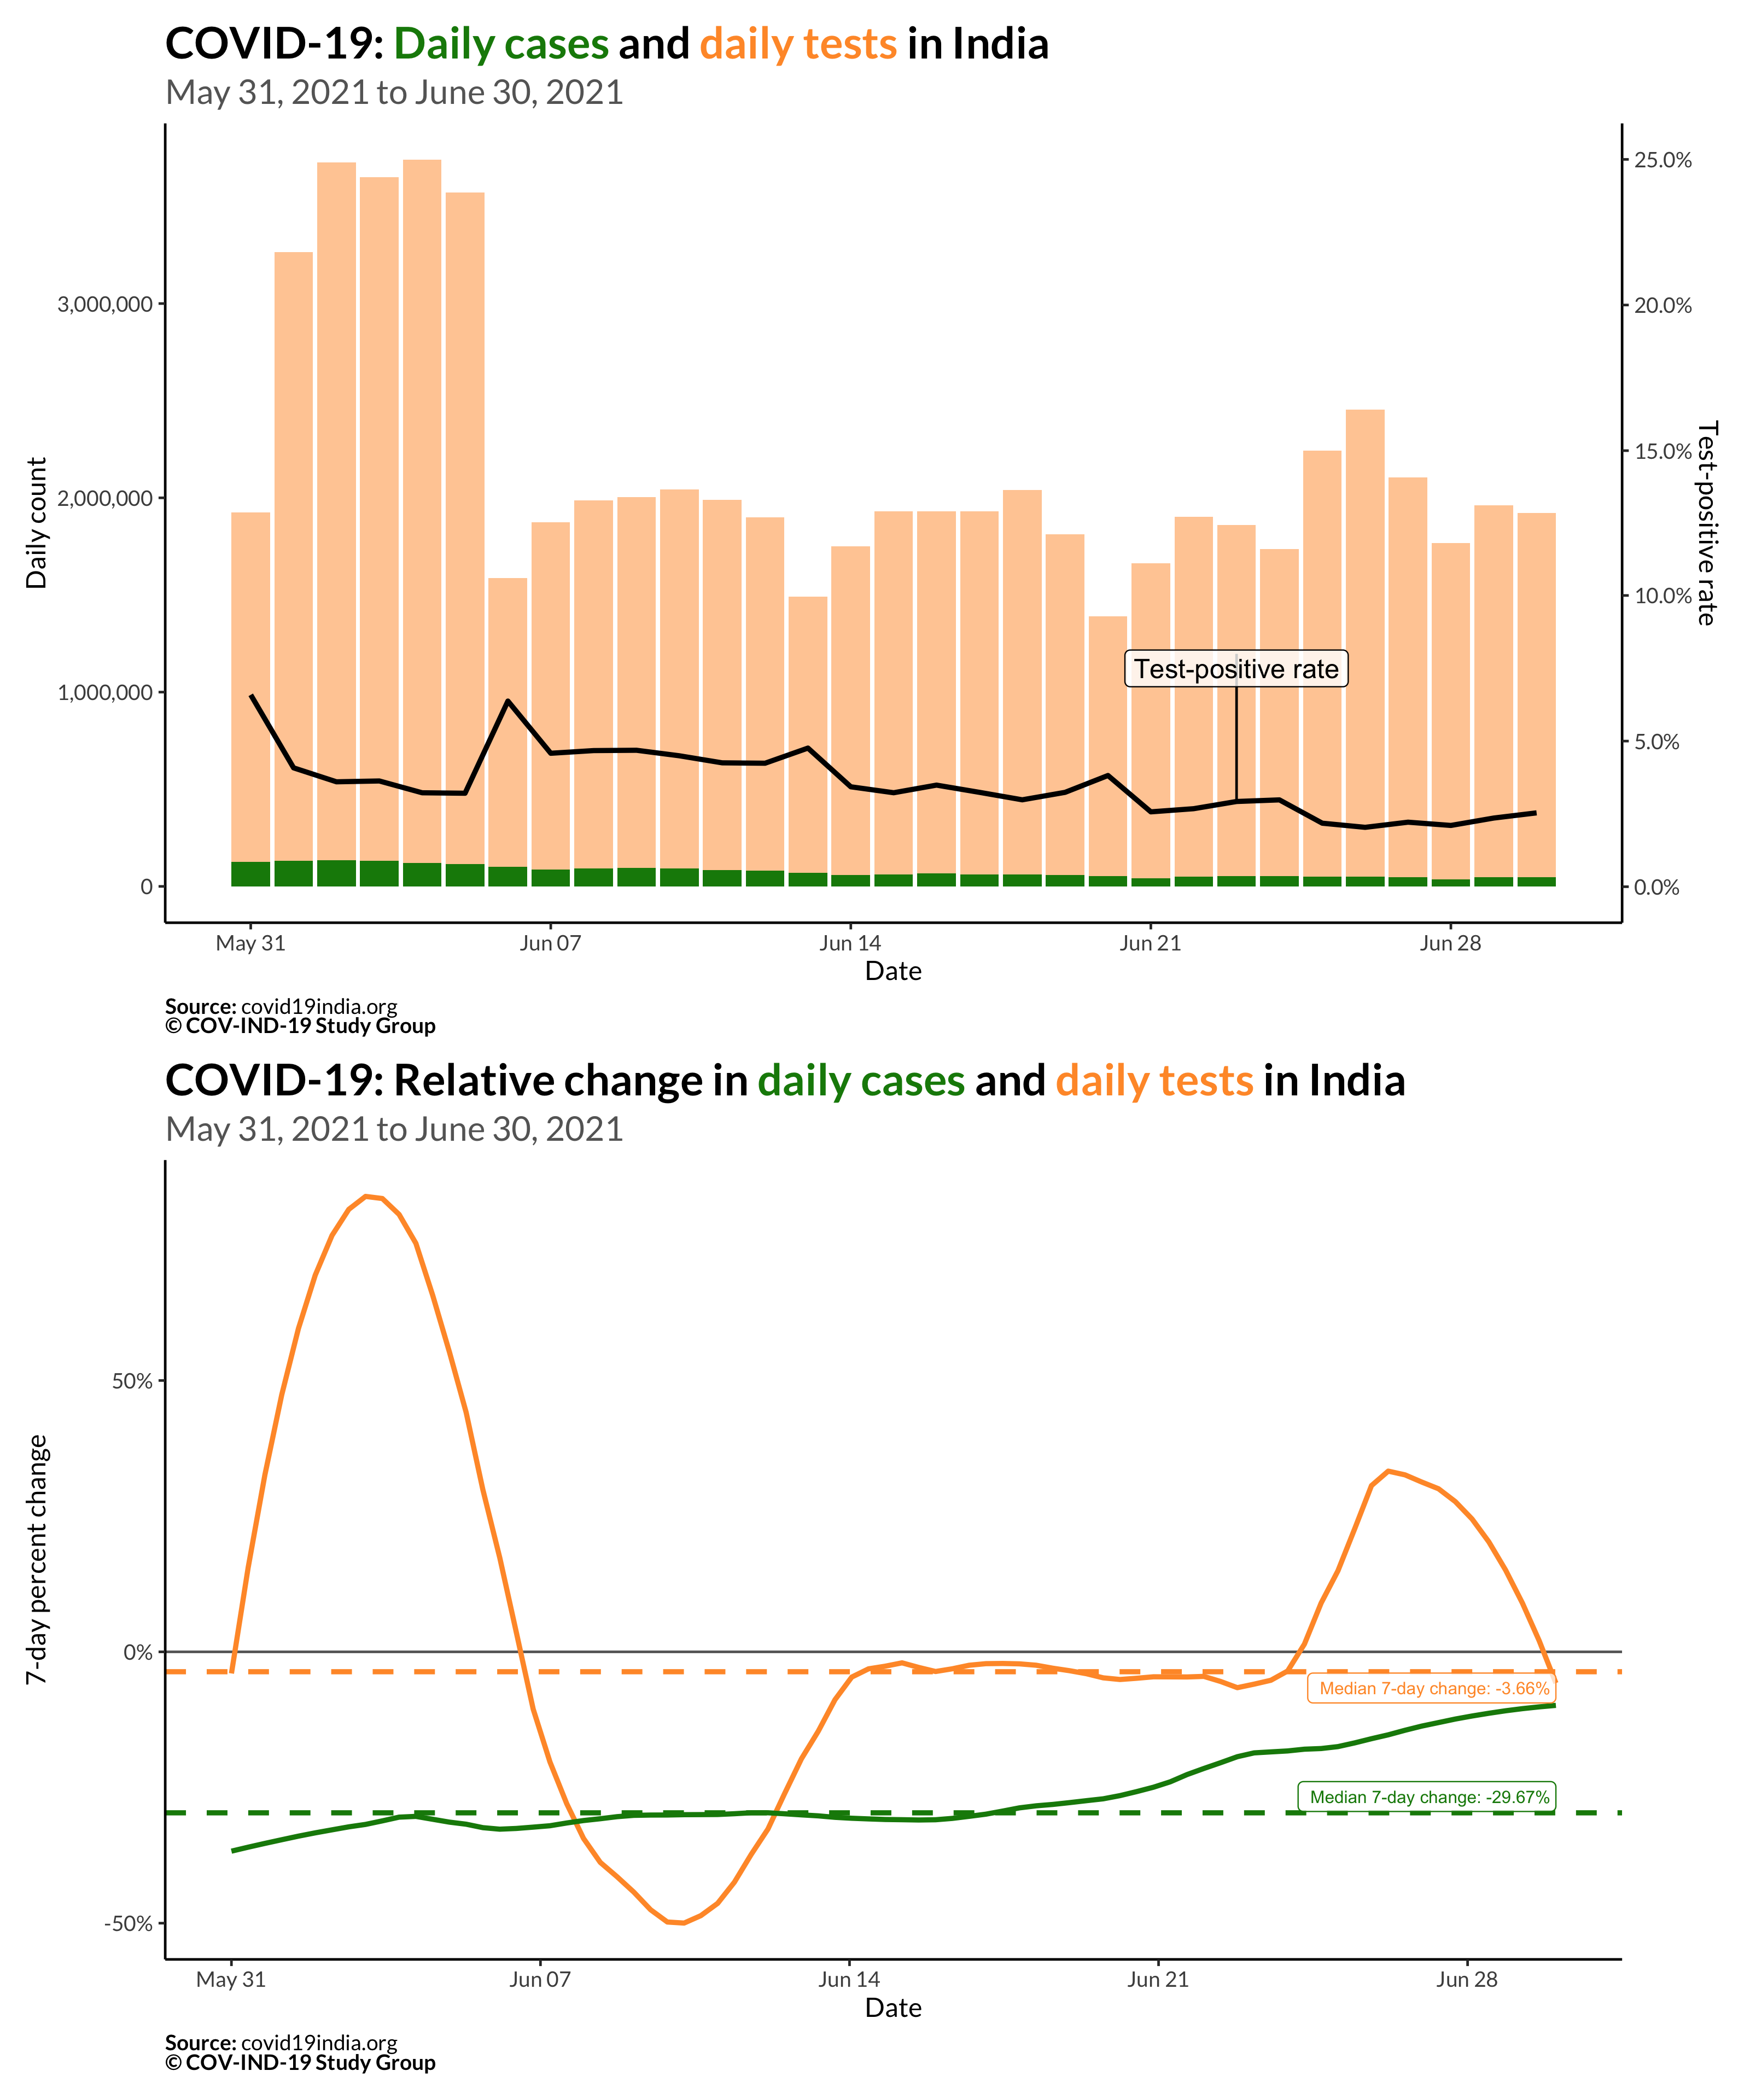 COVID-19: Daily cases and daily tests in India
May 31, 2021 to June 30, 2021
Daily count
3,000,000
2,000,000
1,000,000
0
25.0%
20.0%
15.0%
10.0%
5.0%
0.0%
Test-positive rate
Test-positive rate
May 31
Jun 07
Jun 14
Jun 21
Jun 28
Date
Source: covid19india.org
© COV-IND-19 Study Group
COVID-19: Relative change in daily cases and daily tests in India
May 31, 2021 to June 30, 2021
7-day percent change
50%
0%
-50%
Median 7-day change: -3.66%
Median 7-day change: -29.67%
May 31
Jun 07
Jun 14
Jun 21
Jun 28
Date
Source: covid19india.org
© COV-IND-19 Study Group